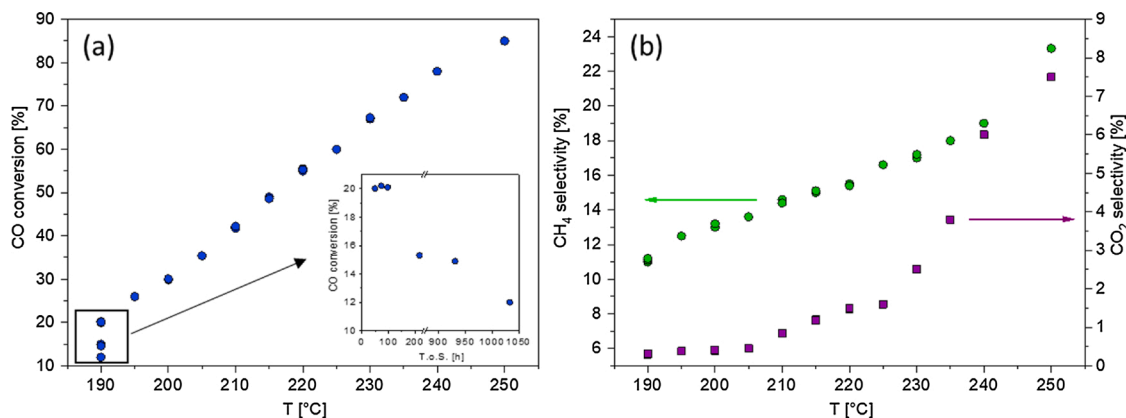 (a)
CO conversion [%]
90
80
70
60
50
40
30
20
10
190 200 210 220 230 240 250
T [°C]
CO conversion [%]
20
18
16
14
12
10
0 100 200 950 1000 1050
T.o.S. [h]
(b)
CH₄ selectivity [%]
24
22
20
18
16
14
12
10
8
6
190 200 210 220 230 240 250
T [°C]
9
8
7
6
5
4
3
2
1
0
CO₂ selectivity [%]